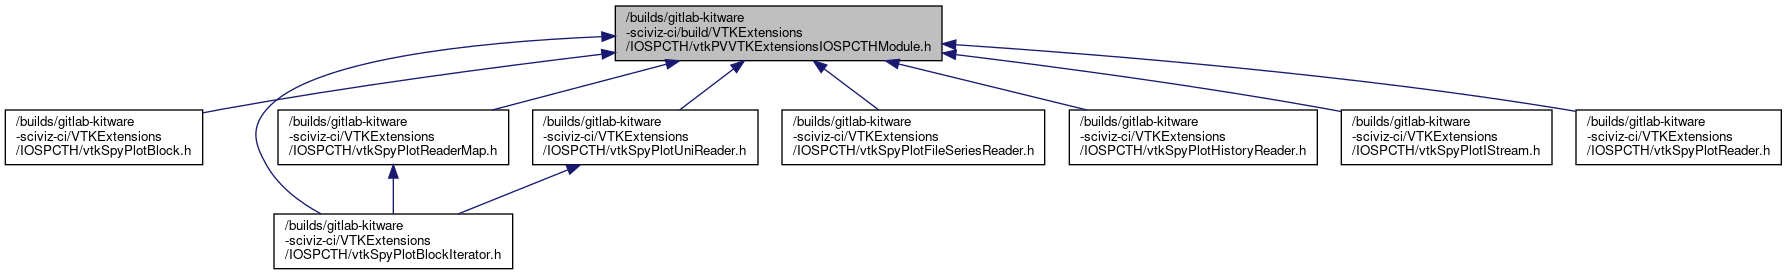 /builds/gitlab-kitware
-sciviz-ci/build/VTKExtensions
/IOSPCTH/vtkPVVTKExtensionsIOSPCTHModule.h
/builds/gitlab-kitware
-sciviz-ci/VTKExtensions
/IOSPCTH/vtkSpyPlotBlock.h
/builds/gitlab-kitware
-sciviz-ci/VTKExtensions
/IOSPCTH/vtkSpyPlotReaderMap.h
/builds/gitlab-kitware
-sciviz-ci/VTKExtensions
/IOSPCTH/vtkSpyPlotUniReader.h
/builds/gitlab-kitware
-sciviz-ci/VTKExtensions
/IOSPCTH/vtkSpyPlotFileSeriesReader.h
/builds/gitlab-kitware
-sciviz-ci/VTKExtensions
/IOSPCTH/vtkSpyPlotHistoryReader.h
/builds/gitlab-kitware
-sciviz-ci/VTKExtensions
/IOSPCTH/vtkSpyPlotIStream.h
/builds/gitlab-kitware
-sciviz-ci/VTKExtensions
/IOSPCTH/vtkSpyPlotReader.h
/builds/gitlab-kitware
-sciviz-ci/VTKExtensions
/IOSPCTH/vtkSpyPlotBlockIterator.h